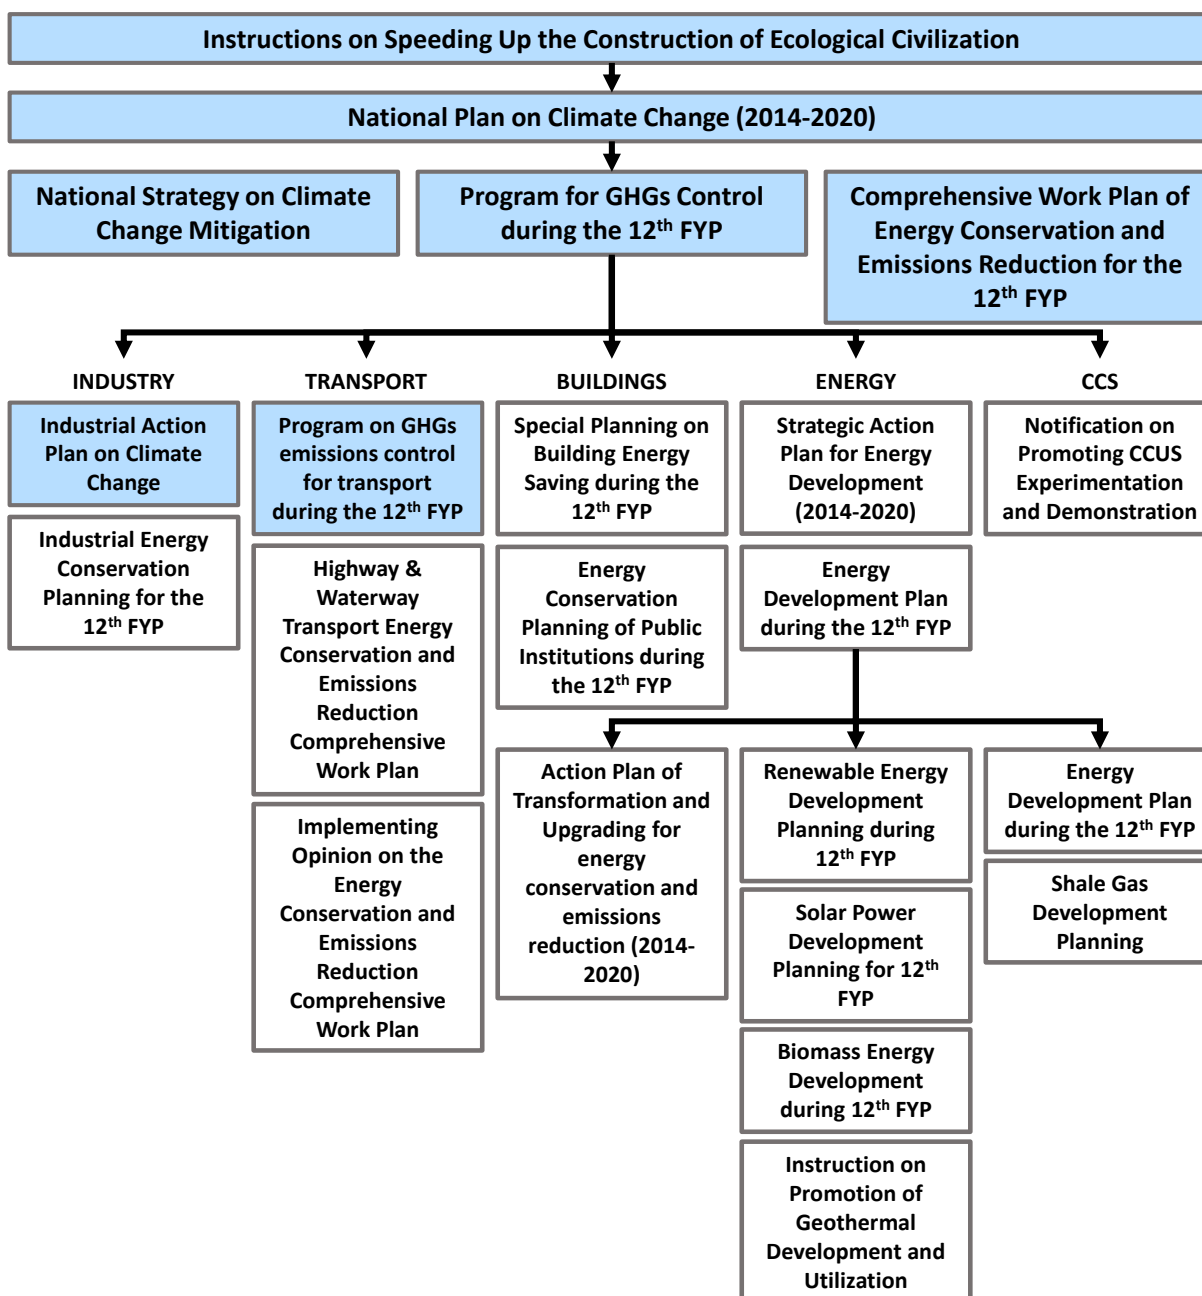 Instructions on Speeding Up the Construction of Ecological Civilization
National Plan on Climate Change (2014-2020)
National Strategy on Climate
Change Mitigation
Program for GHGs Control
during the 12th FYP
Comprehensive Work Plan of
Energy Conservation and
Emissions Reduction for the
12th FYP
INDUSTRY
Industrial Action
Plan on Climate
Change
Industrial Energy
Conservation
Planning for the
12th FYP
TRANSPORT
Program on GHGs
emissions control
for transport
during the 12th FYP
Highway &
Waterway
Transport Energy
Conservation and
Emissions
Reduction
Comprehensive
Work Plan
Implementing
Opinion on the
Energy
Conservation and
Emissions
Reduction
Comprehensive
Work Plan
BUILDINGS
Special Planning on
Building Energy
Saving during the
12th FYP
Energy
Conservation
Planning of Public
Institutions during
the 12th FYP
ENERGY
Strategic Action
Plan for Energy
Development
(2014-2020)
Energy
Development Plan
during the 12th FYP
CCS
Notification on
Promoting CCUS
Experimentation
and Demonstration
Action Plan of
Transformation and
Upgrading for
energy
conservation and
emissions
reduction (2014-
2020)
Renewable Energy
Development
Planning during
12th FYP
Solar Power
Development
Planning for 12th
FYP
Biomass Energy
Development
during 12th FYP
Instruction on
Promotion of
Geothermal
Development and
Utilization
Energy
Development Plan
during the 12th FYP
Shale Gas
Development
Planning